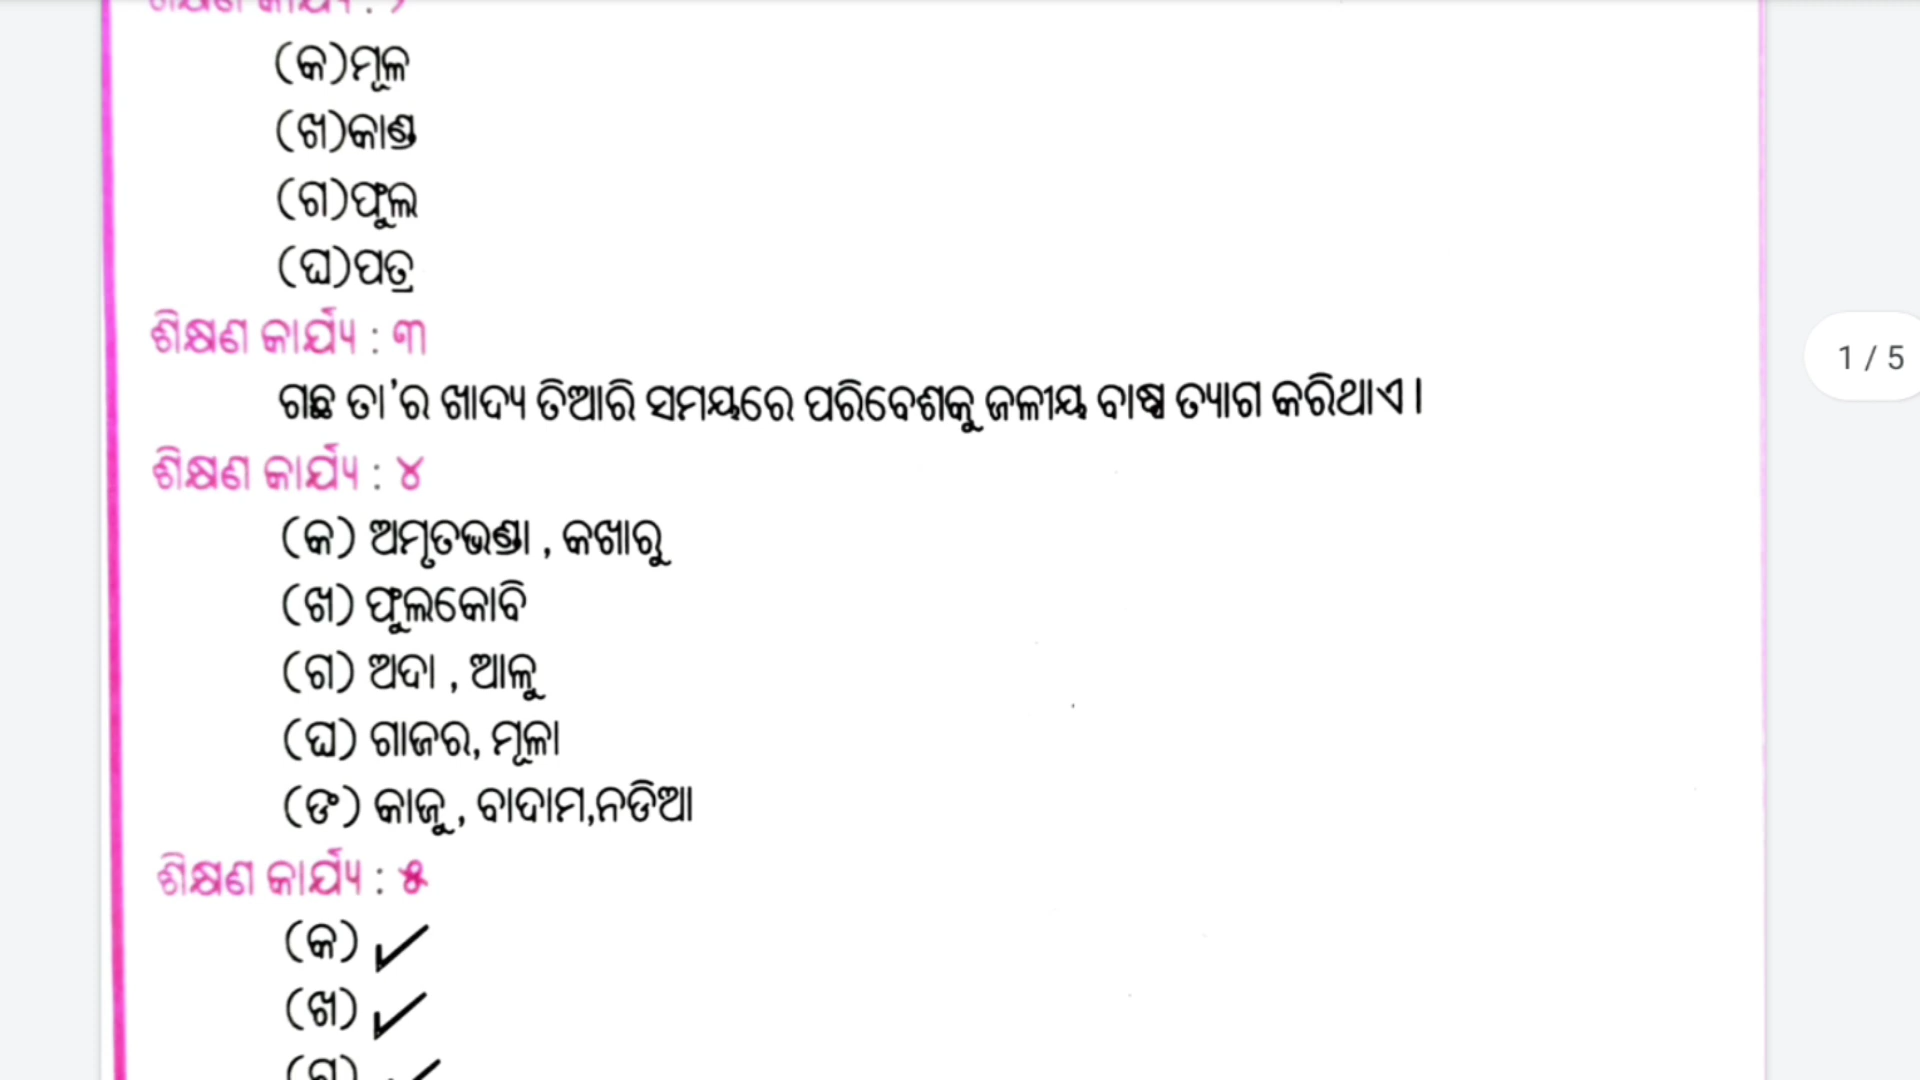 (କ)ମୂଳ
(ଖ)କାଣ୍ଡ
(ଗ)ଫୁଲ
(ଘ)ପତ୍ର
ଶିକ୍ଷଣ କାର୍ଯ୍ୟ : ୩
ଗଛ ତା'ର ଖାଦ୍ୟ ତିଆରି ସମୟରେ ପରିବେଶକୁ ଜଳୀୟ ବାଷ୍ପ ତ୍ୟାଗ କରିଥାଏ ।
1 / 5
ଶିକ୍ଷଣ କାର୍ଯ୍ୟ : ୪
(କ) ଅମୃତଭଣ୍ଡା , କଖାରୁ
(ଖ) ଫୁଲକୋବି
(ଗ) ଅଦା , ଆଳୁ
(ଘ) ଗାଜର, ମୂଳା
(ଙ) କାଜୁ , ବାଦାମ,ନଡିଆ
ଶିକ୍ଷଣ କାର୍ଯ୍ୟ : ୫
(କ) ✓
(ଖ) ✓
(ଗ) ✓